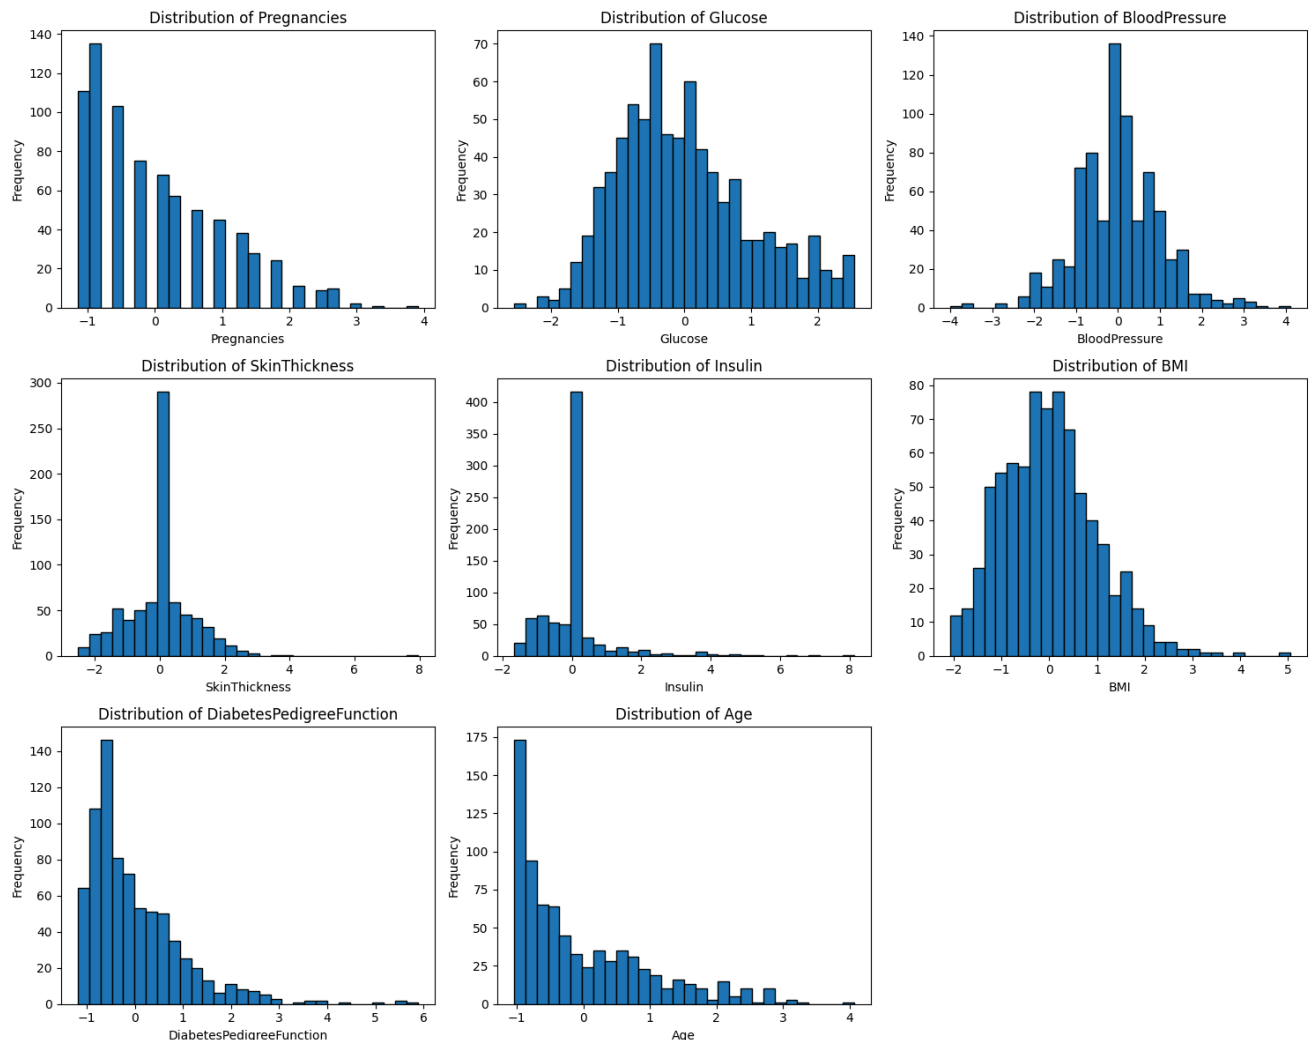 Distribution of Pregnancies
140
120
100
80
60
40
20
0
Frequency
−1 0 1 2 3 4
Pregnancies
Distribution of Glucose
70
60
50
40
30
20
10
0
Frequency
−2 −1 0 1 2
Glucose
Distribution of BloodPressure
140
120
100
80
60
40
20
0
Frequency
−4 −3 −2 −1 0 1 2 3 4
BloodPressure
Distribution of SkinThickness
300
250
200
150
100
50
0
Frequency
−2 0 2 4 6 8
SkinThickness
Distribution of Insulin
400
350
300
250
200
150
100
50
0
Frequency
−2 0 2 4 6 8
Insulin
Distribution of BMI
80
70
60
50
40
30
20
10
0
Frequency
−2 −1 0 1 2 3 4 5
BMI
Distribution of DiabetesPedigreeFunction
140
120
100
80
60
40
20
0
Frequency
−1 0 1 2 3 4 5 6
DiabetesPedigreeFunction
Distribution of Age
175
150
125
100
75
50
25
0
Frequency
−1 0 1 2 3 4
Age